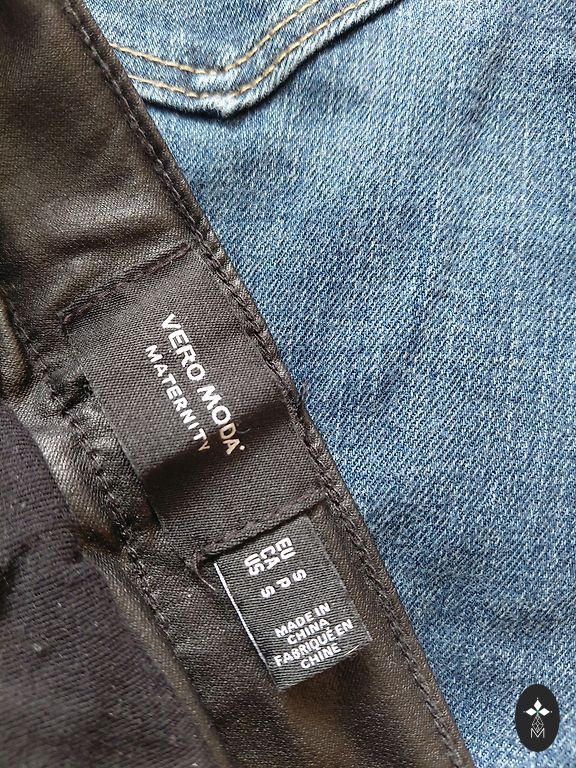 VERO MODA
MATERNITY
EU S
CA P
US S
MADE IN
CHINA
FABRIQUÉ EN
CHINE
M